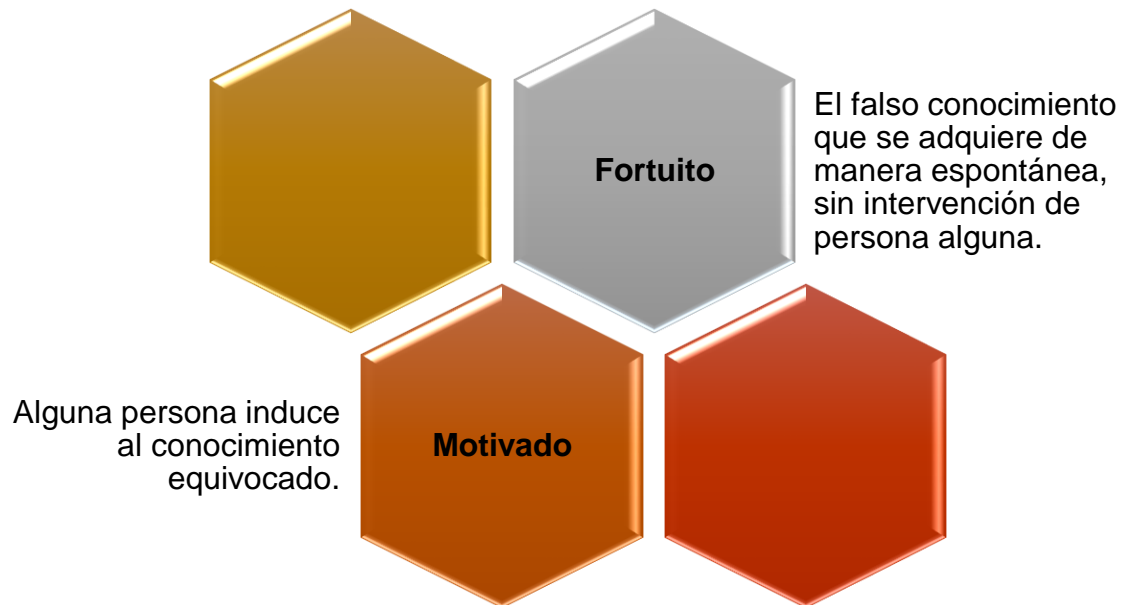 Fortuito
El falso conocimiento
que se adquiere de
manera espontánea,
sin intervención de
persona alguna.
Alguna persona induce
al conocimiento
equivocado.
Motivado